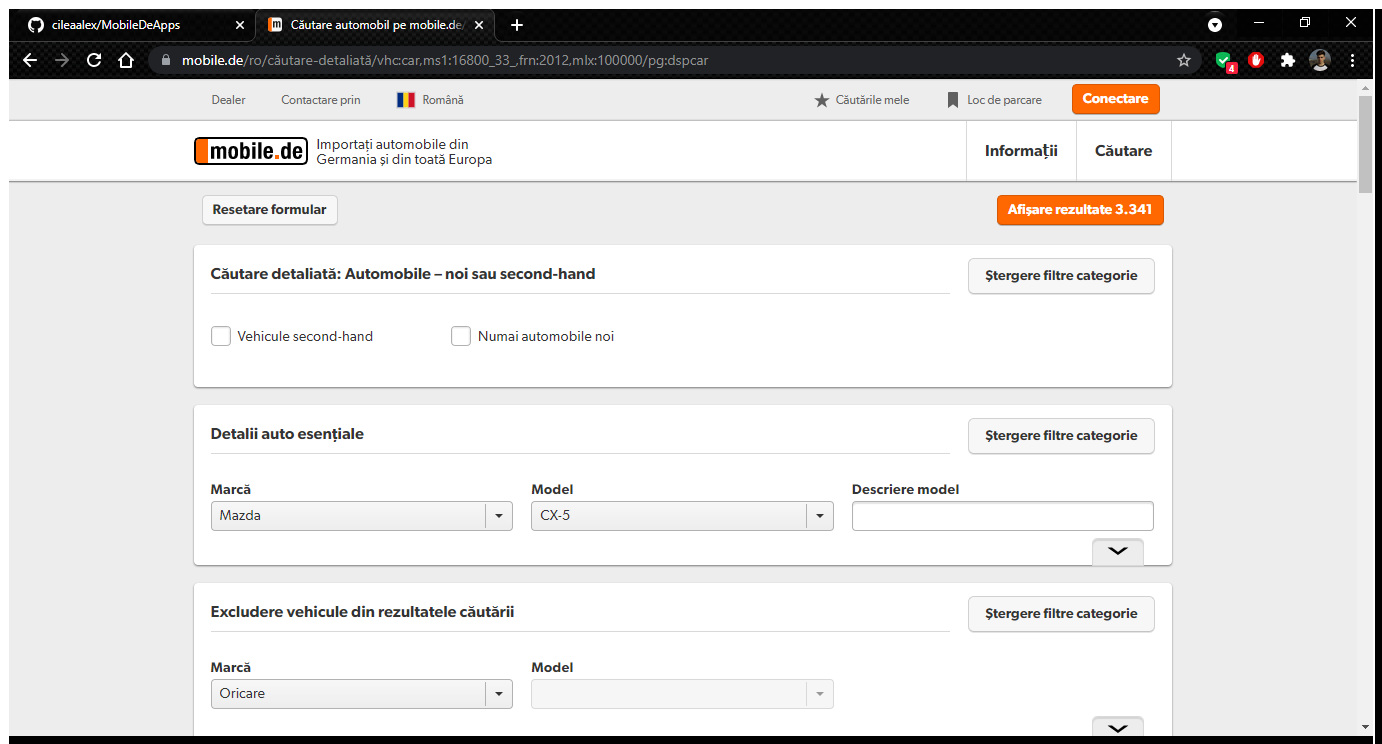 cileaalex/MobileDeApps
Căutare automobil pe mobile.de/
mobile.de/ro/căutare-detaliată/vhc:car,ms1:16800_33_,frn:2012,mlx:100000/pg:dspcar
4
Dealer
Contactare prin
Română
Căutările mele
Loc de parcare
Conectare
mobile.de
Importați automobile din
Germania și din toată Europa
Informații
Căutare
Resetare formular
Afișare rezultate 3.341
Căutare detaliată: Automobile – noi sau second-hand
Ștergere filtre categorie
Vehicule second-hand
Numai automobile noi
Detalii auto esențiale
Ștergere filtre categorie
Marcă
Model
Descriere model
Mazda
CX-5
Excludere vehicule din rezultatele căutării
Ștergere filtre categorie
Marcă
Model
Oricare